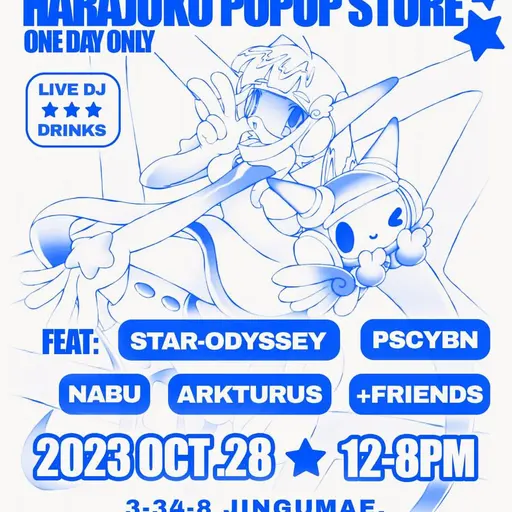 HARAJUKU POPUP STORE
ONE DAY ONLY
LIVE DJ
★★★
DRINKS
FEAT: STAR-ODYSSEY PSCYBN
NABU ARKTURUS +FRIENDS
2023 OCT.28 ★ 12-8PM
3-34-8 JINGUMAE,